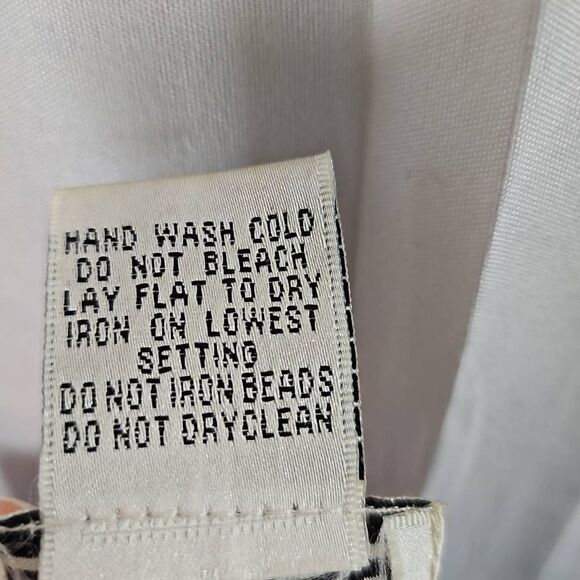 HAND WASH COLD
DO NOT BLEACH
LAY FLAT TO DRY
IRON ON LOWEST
SETTING
DO NOT IRON BEADS
DO NOT DRYCLEAN